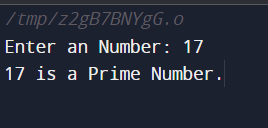 /tmp/z2gB7BNYgG.o
Enter an Number: 17
17 is a Prime Number.